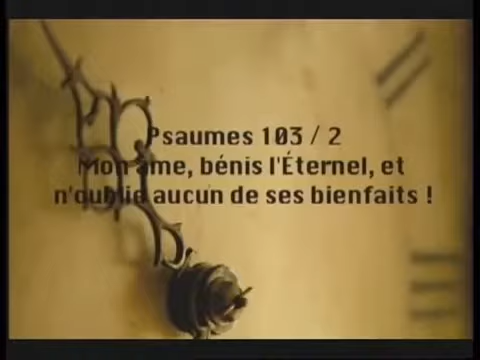 Psaumes 103 / 2
Mon âme, bénis l'Éternel, et
n'oublie aucun de ses bienfaits !